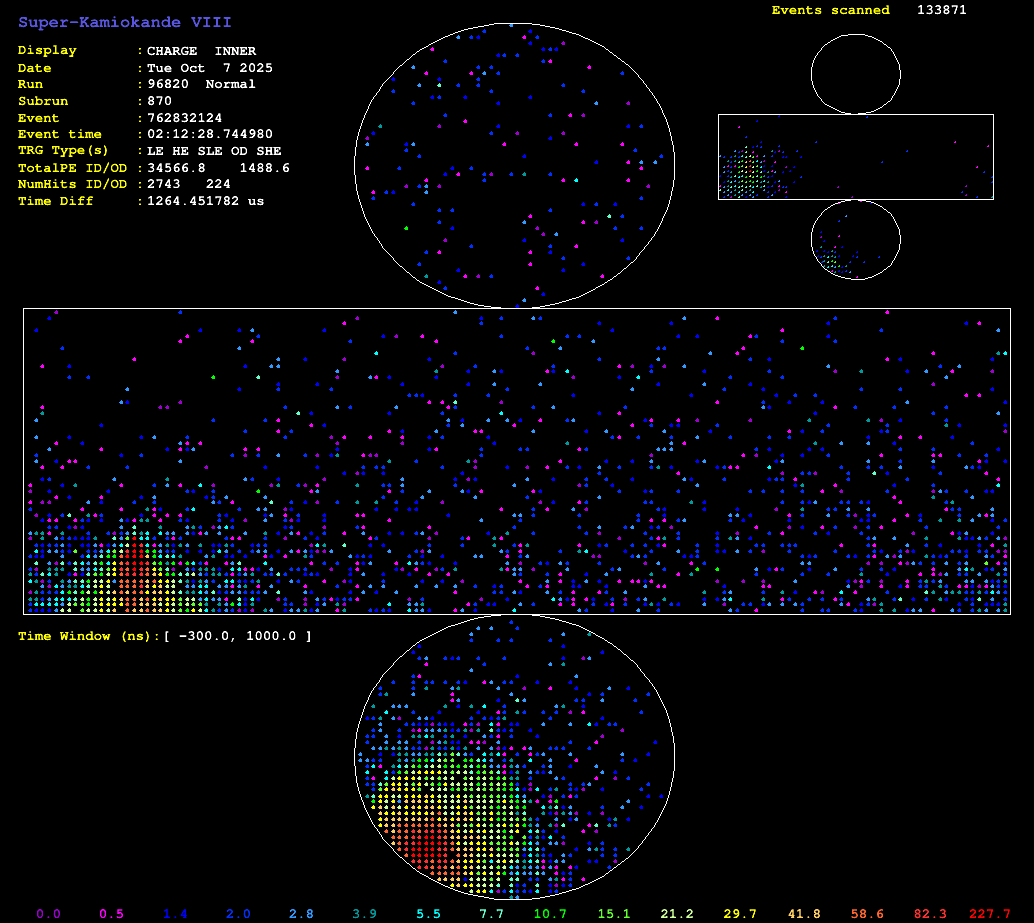 Super-Kamiokande VIII
Events scanned 133871
Display : CHARGE INNER
Date : Tue Oct 7 2025
Run : 96820 Normal
Subrun : 870
Event : 762832124
Event time : 02:12:28.744980
TRG Type(s) : LE HE SLE OD SHE
TotalPE ID/OD : 34566.8 1488.6
NumHits ID/OD : 2743 224
Time Diff : 1264.451782 us
Time Window (ns):[ -300.0, 1000.0 ]
0.0 0.5 1.4 2.0 2.8 3.9 5.5 7.7 10.7 15.1 21.2 29.7 41.8 58.6 82.3 227.7